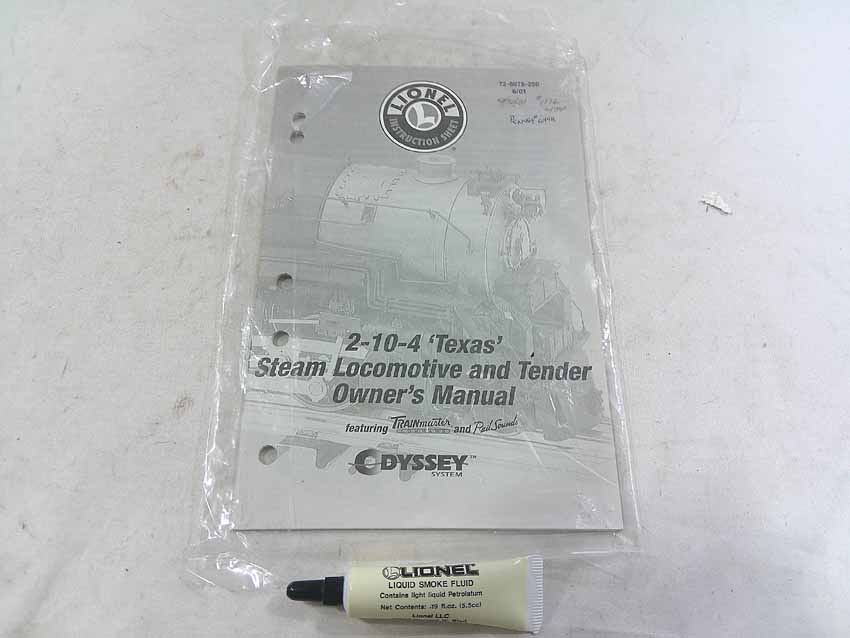 72-8078-250
6/01
LIONEL
INSTRUCTION SHEET
2-10-4 'Texas'
Steam Locomotive and Tender
Owner's Manual
featuring TRAINmaster and RailSounds
ODYSSEY™
SYSTEM
LIONEL
LIQUID SMOKE FLUID
Contains light liquid Petrolatum
Net Contents: .19 fl.oz. (5.5cc)
Lionel LLC